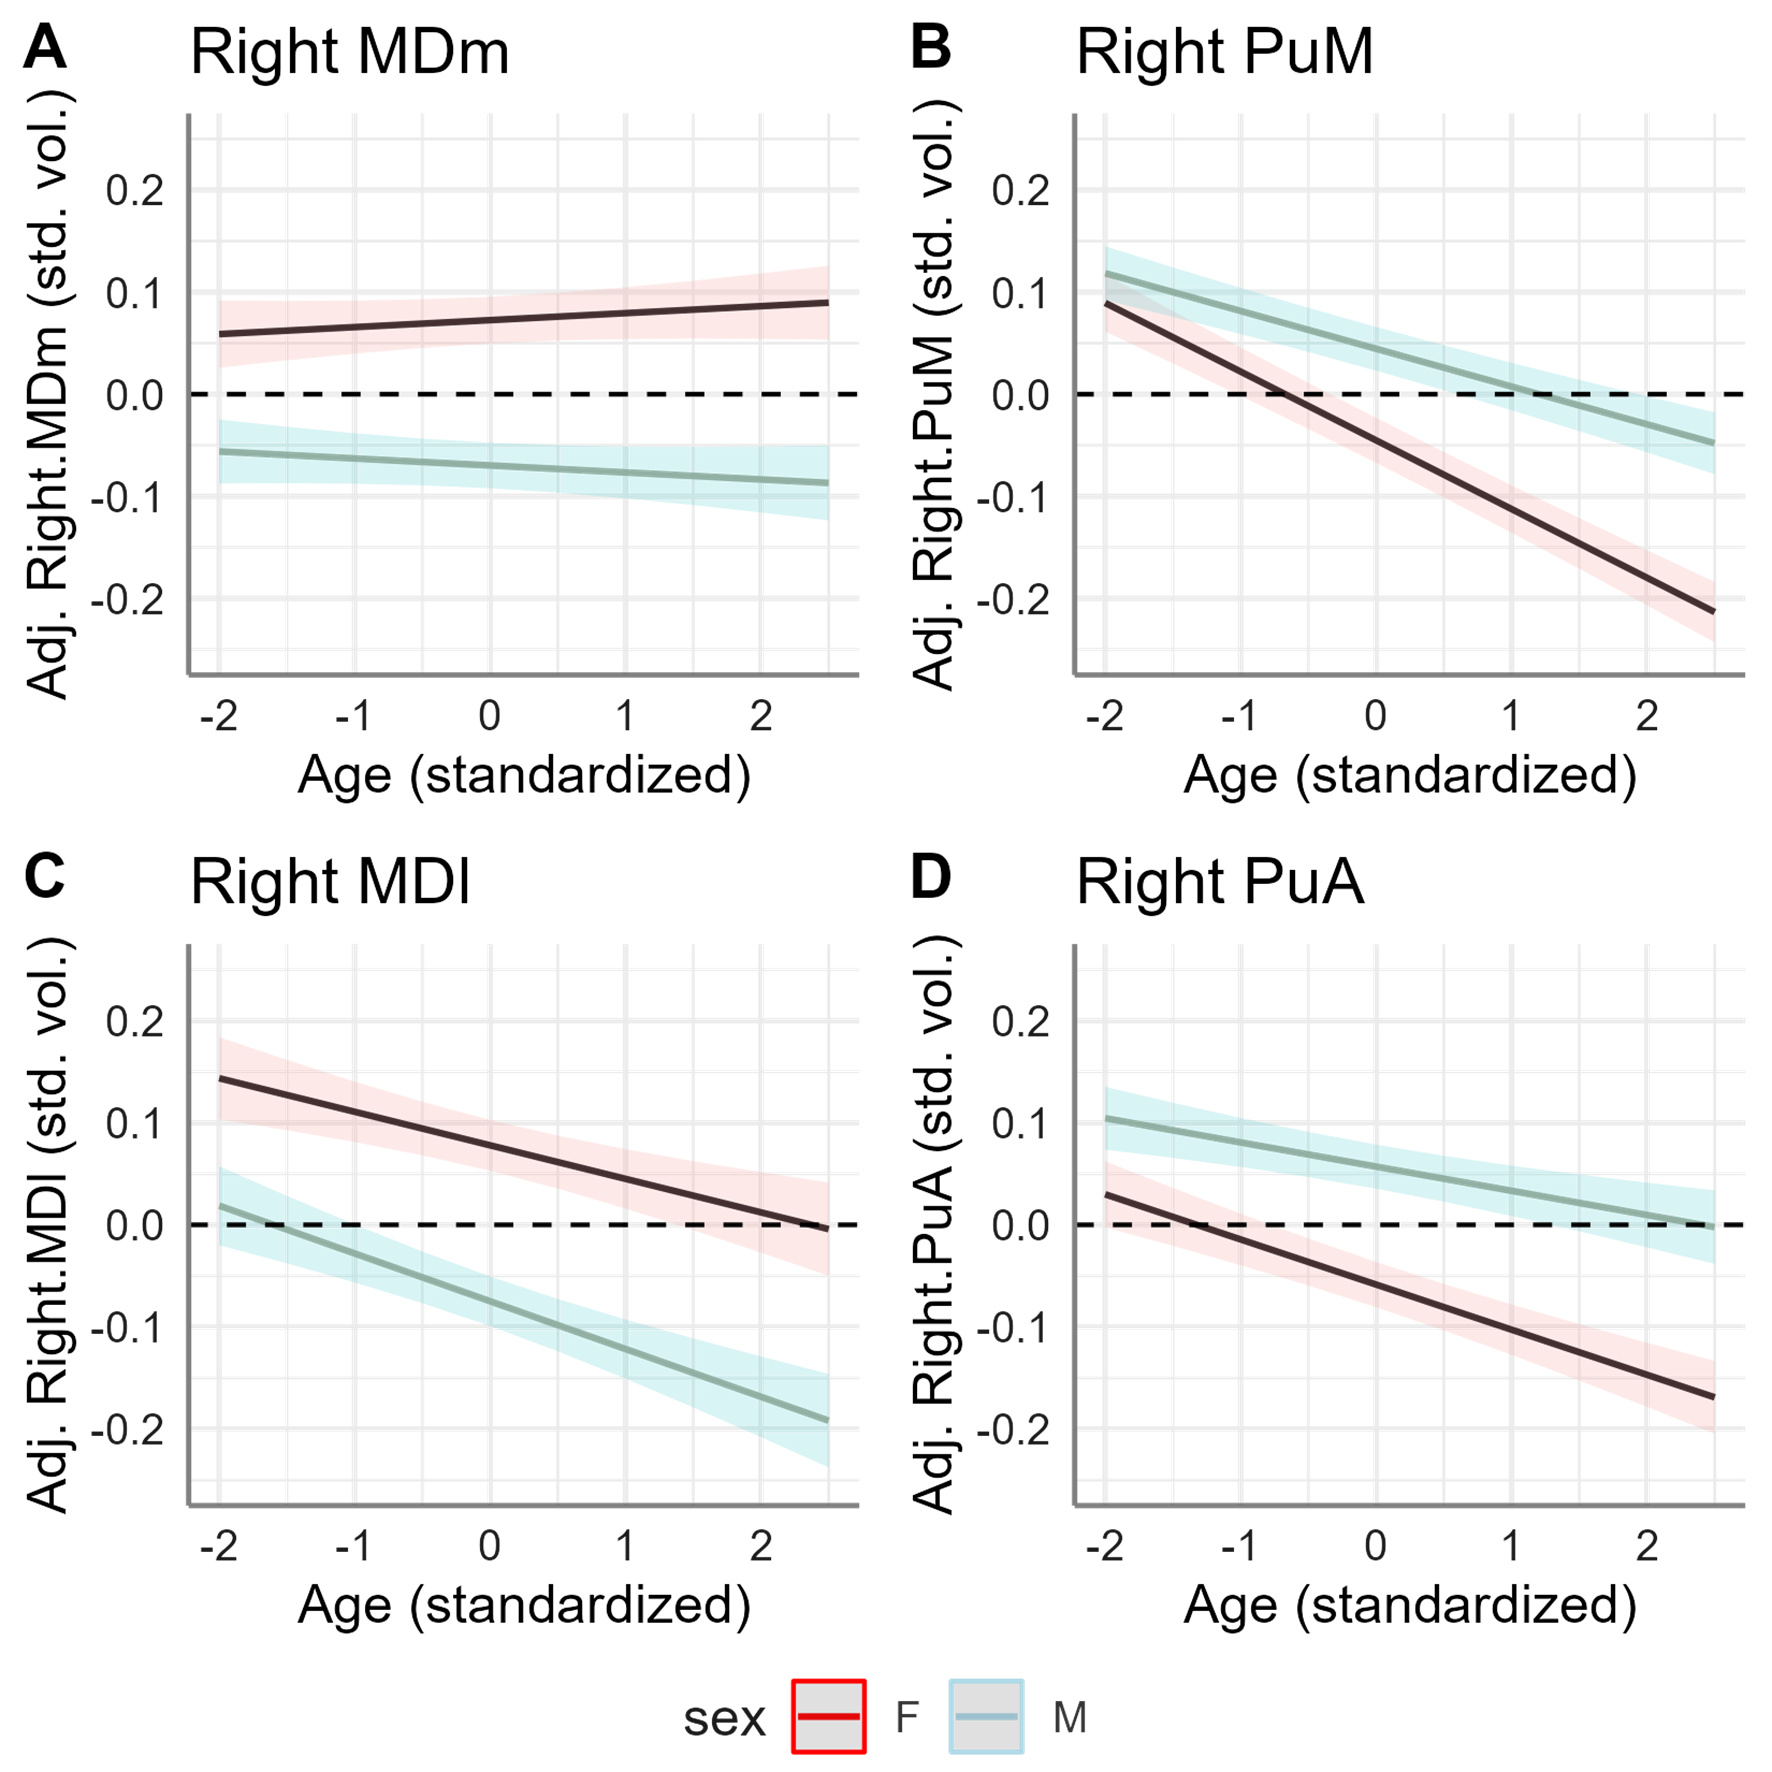 A Right MDm
Adj. Right.MDm (std. vol.)
0.2
0.1
0.0
-0.1
-0.2
-2 -1 0 1 2
Age (standardized)
B Right PuM
Adj. Right.PuM (std. vol.)
0.2
0.1
0.0
-0.1
-0.2
-2 -1 0 1 2
Age (standardized)
C Right MDl
Adj. Right.MDl (std. vol.)
0.2
0.1
0.0
-0.1
-0.2
-2 -1 0 1 2
Age (standardized)
D Right PuA
Adj. Right.PuA (std. vol.)
0.2
0.1
0.0
-0.1
-0.2
-2 -1 0 1 2
Age (standardized)
sex F M